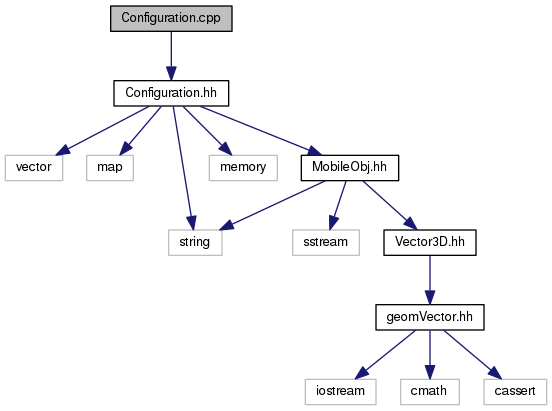 Configuration.cpp
Configuration.hh
vector
map
memory
MobileObj.hh
string
sstream
Vector3D.hh
geomVector.hh
iostream
cmath
cassert